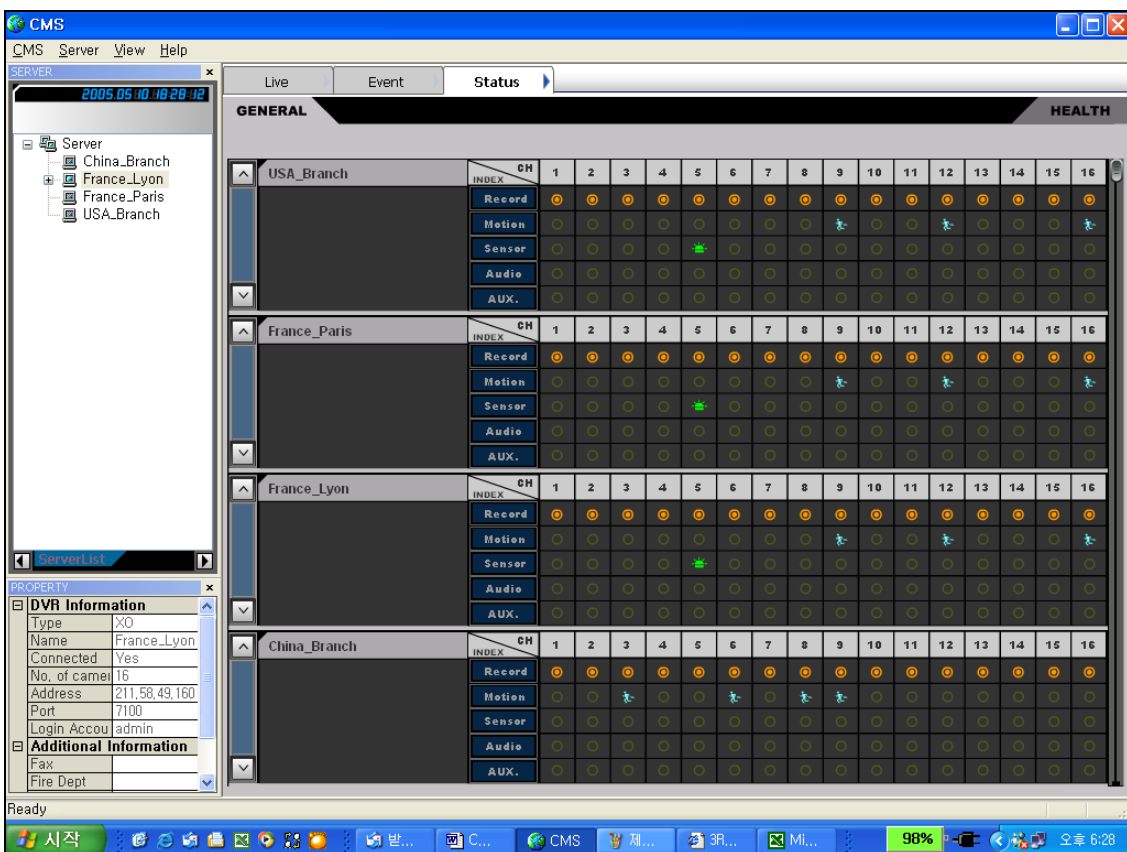 CMS
CMS Server View Help
SERVER
2005.05.10.18:28:12
Server
China_Branch
France_Lyon
France_Paris
USA_Branch
ServerList
PROPERTY
DVR Information
Type XO
Name France_Lyon
Connected Yes
No. of camer 16
Address 211,58,49,160
Port 7100
Login Accou admin
Additional Information
Fax
Fire Dept
Live Event Status
GENERAL HEALTH
USA_Branch INDEX CH 1 2 3 4 5 6 7 8 9 10 11 12 13 14 15 16
Record
Motion
Sensor
Audio
AUX.
France_Paris INDEX CH 1 2 3 4 5 6 7 8 9 10 11 12 13 14 15 16
Record
Motion
Sensor
Audio
AUX.
France_Lyon INDEX CH 1 2 3 4 5 6 7 8 9 10 11 12 13 14 15 16
Record
Motion
Sensor
Audio
AUX.
China_Branch INDEX CH 1 2 3 4 5 6 7 8 9 10 11 12 13 14 15 16
Record
Motion
Sensor
Audio
AUX.
Ready
시작 받... C... CMS 제... 3R... Mi... 98% 오후 6:28